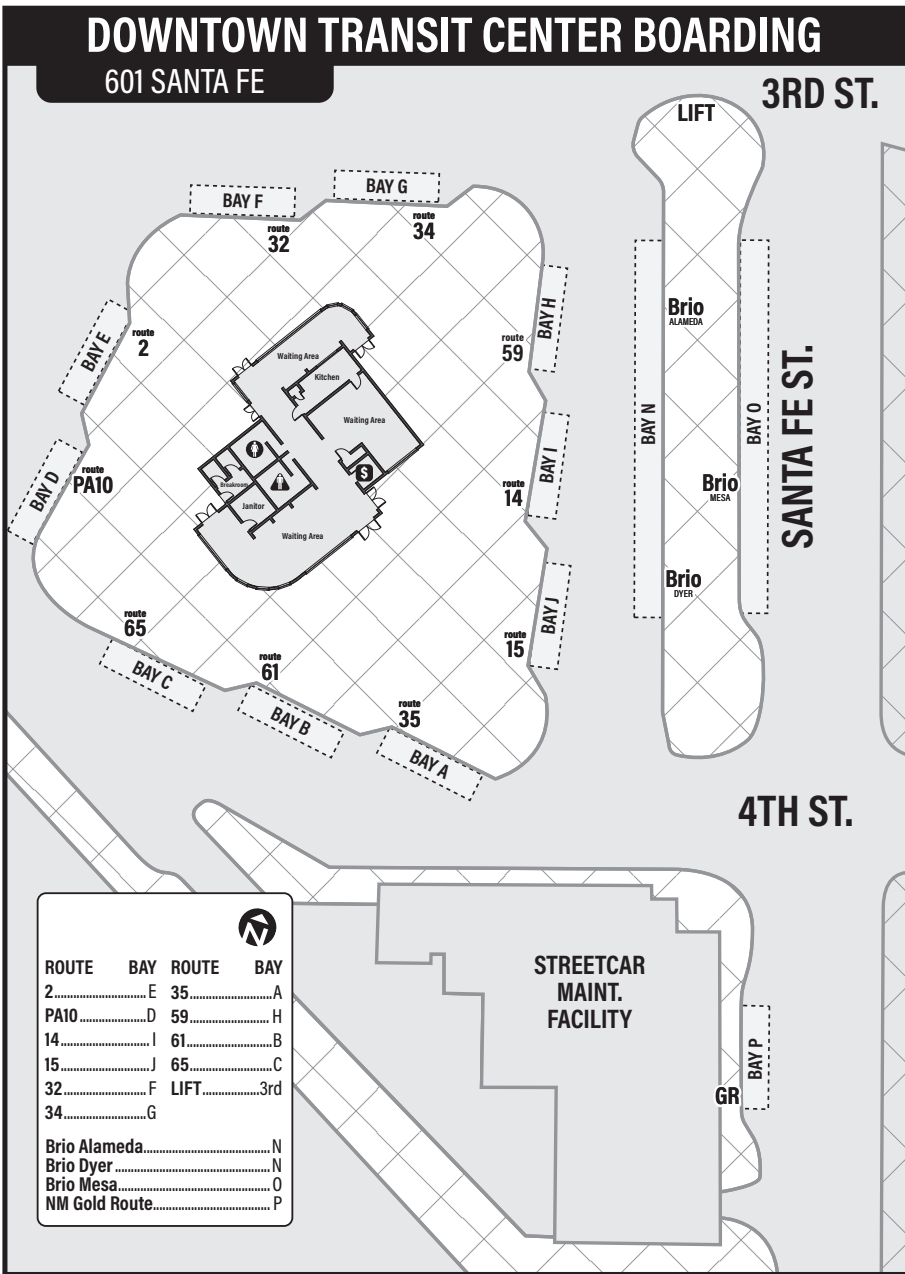 DOWNTOWN TRANSIT CENTER BOARDING
601 SANTA FE
3RD ST.
LIFT
BAY F
BAY G
route
32
route
34
BAY E
route
2
BAY H
route
59
Brio
ALAMEDA
BAY N
BAY O
SANTA FE ST.
Waiting Area
Kitchen
Waiting Area
BAY D
route
PA10
Breakroom
$
Janitor
Waiting Area
BAY I
route
14
Brio
MESA
Brio
DYER
BAY J
route
15
route
65
BAY C
route
61
BAY B
route
35
BAY A
4TH ST.
STREETCAR
MAINT.
FACILITY
BAY P
GR
N
ROUTE BAY ROUTE BAY
2..........................E 35........................A
PA10...................D 59........................H
14.........................I 61........................B
15.........................J 65........................C
32.........................F LIFT...............3rd
34.........................G
Brio Alameda...................................N
Brio Dyer..........................................N
Brio Mesa.........................................O
NM Gold Route................................P